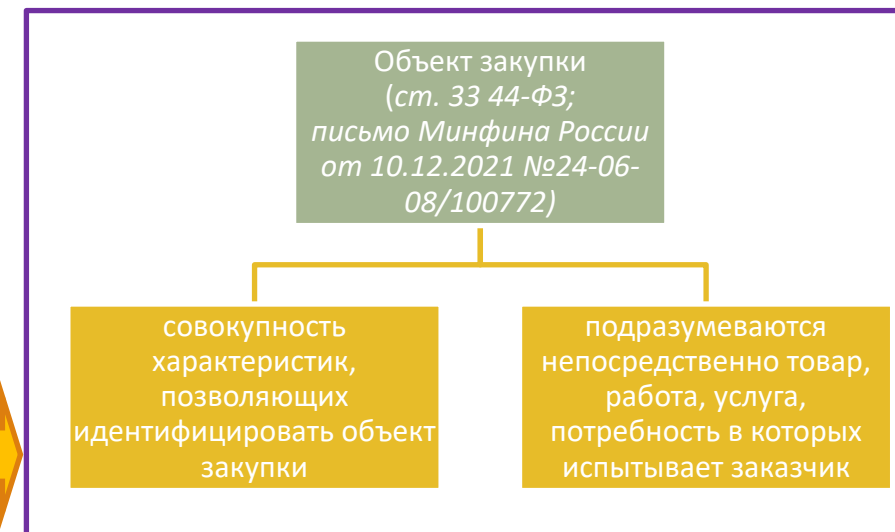 Объект закупки
(ст. 33 44-ФЗ;
письмо Минфина России
от 10.12.2021 №24-06-
08/100772)
совокупность
характеристик,
позволяющих
идентифицировать объект
закупки
подразумеваются
непосредственно товар,
работа, услуга,
потребность в которых
испытывает заказчик